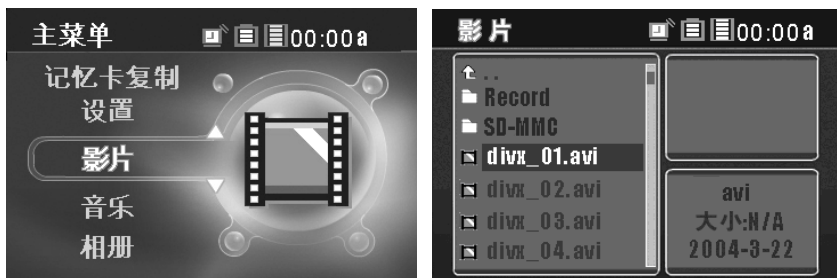 主菜单 00:00a
记忆卡复制
设置
影片
音乐
相册
影片 00:00a
..
Record
SD-MMC
divx_01.avi
divx_02.avi
divx_03.avi
divx_04.avi
avi
大小:N/A
2004-3-22